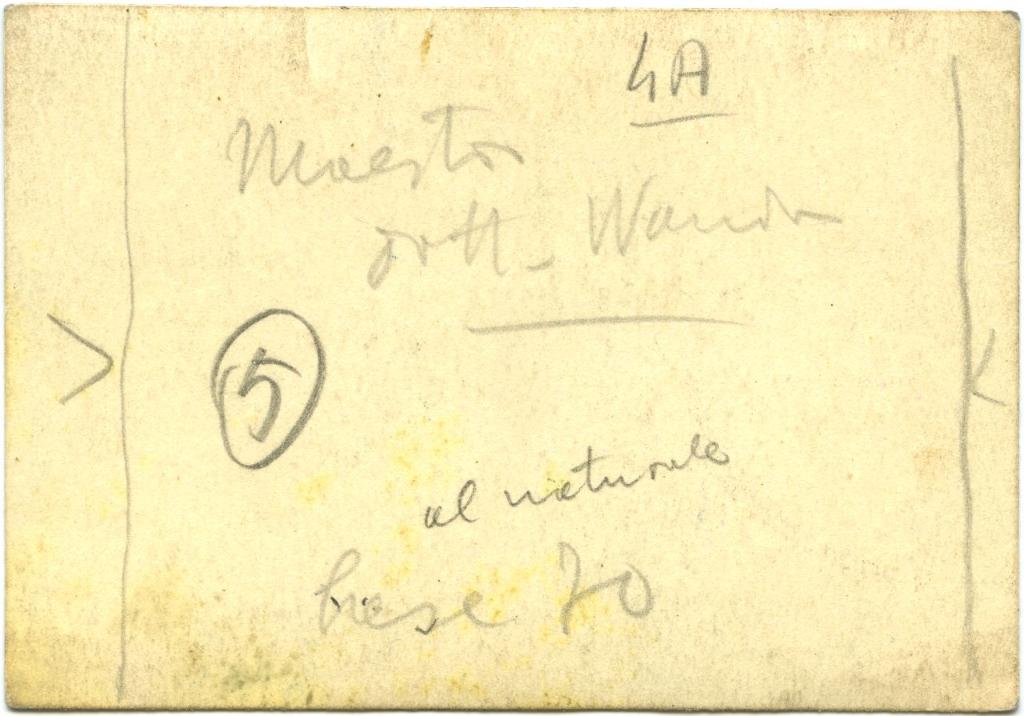 4A
Maestro
dott. Wanda
5
al naturale
base 70